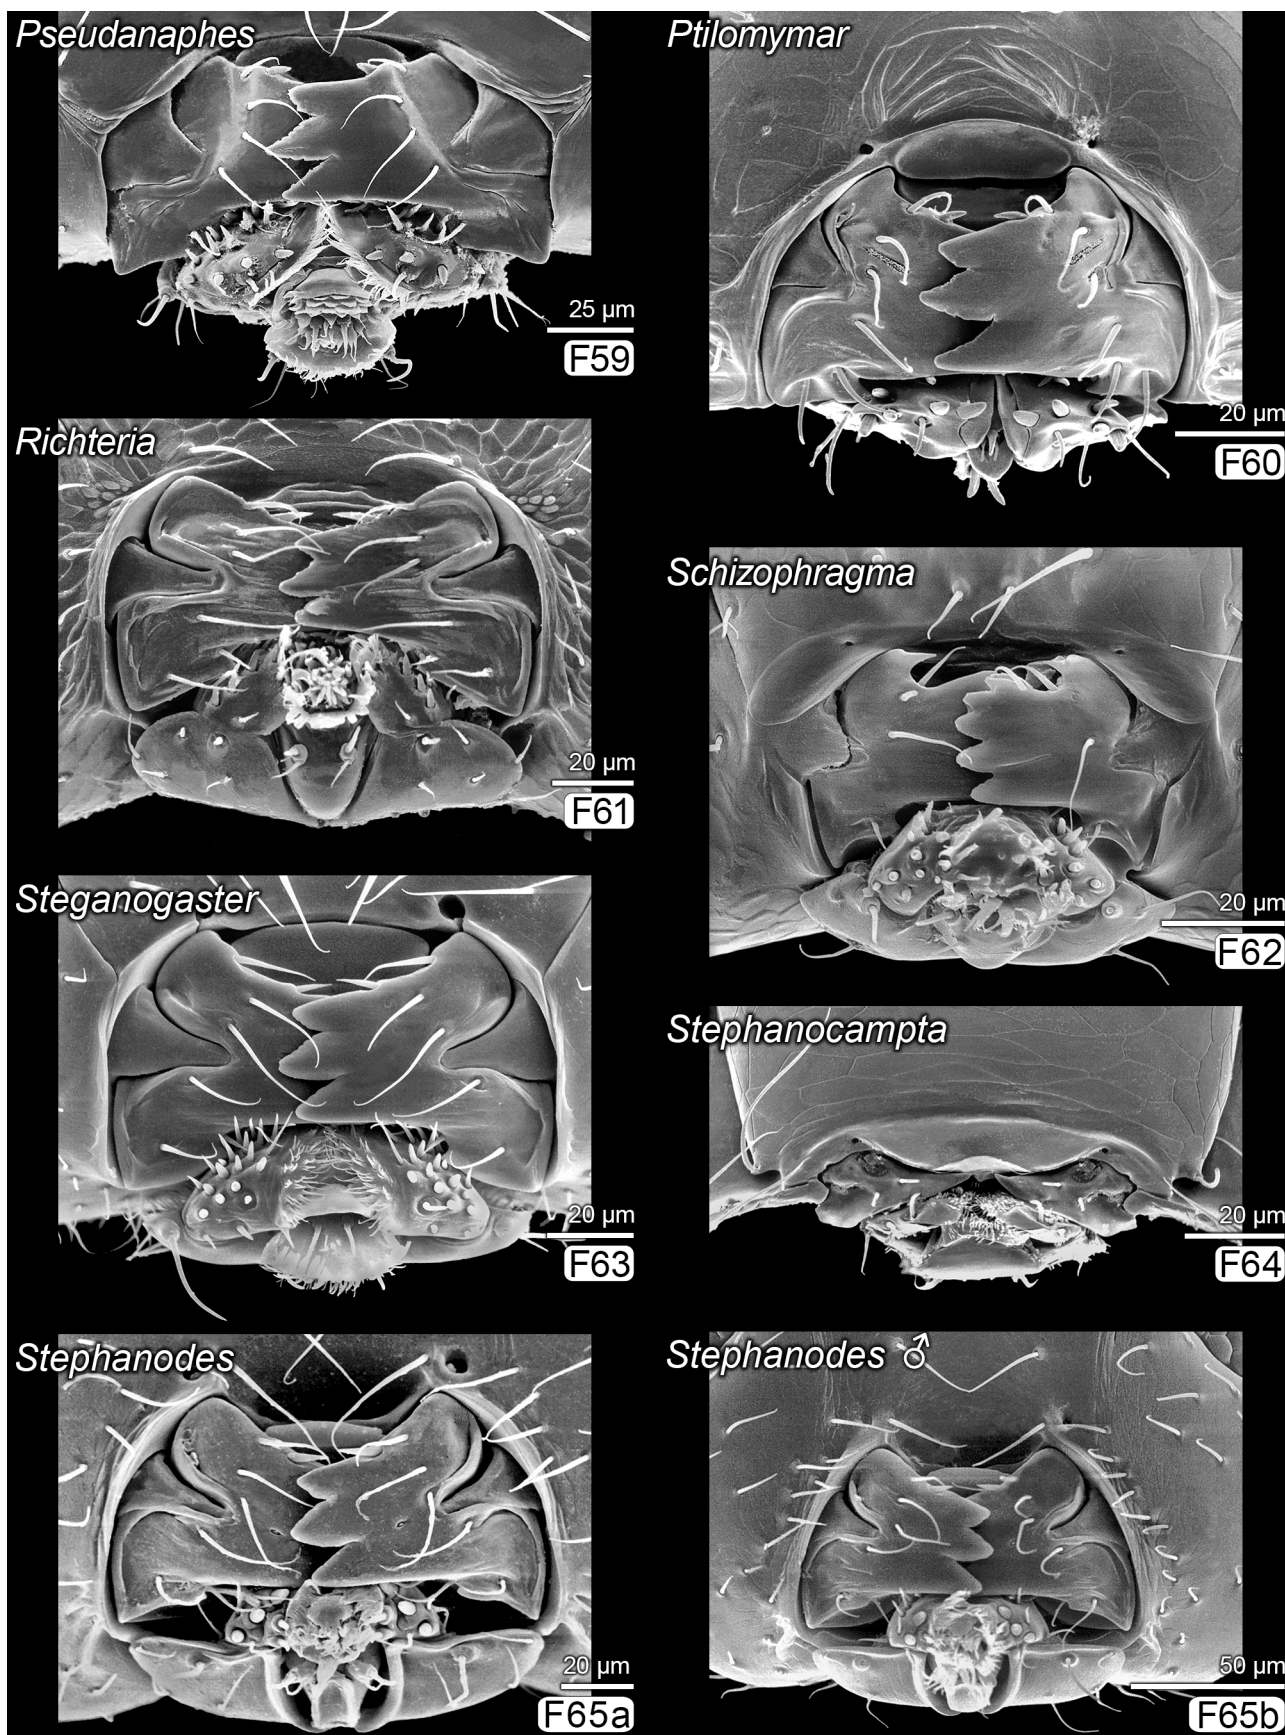 Pseudanaphes
25 µm
F59
Ptilomymar
20 µm
F60
Richteria
20 µm
F61
Schizophragma
20 µm
F62
Steganogaster
20 µm
F63
Stephanocampta
20 µm
F64
Stephanodes
20 µm
F65a
Stephanodes ♂
50 µm
F65b